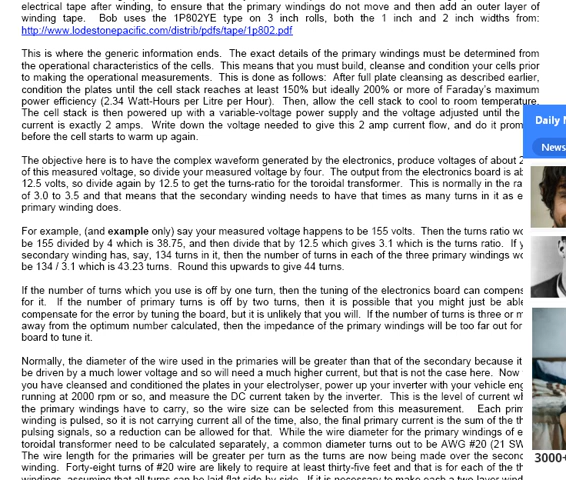 electrical tape after winding, to ensure that the primary windings do not move and then add an outer layer of
winding tape. Bob uses the 1P802YE type on 3 inch rolls, both the 1 inch and 2 inch widths from:
http://www.lodestonepacific.com/distrib/pdfs/tape/1p802.pdf
This is where the generic information ends. The exact details of the primary windings must be determined from
the operational characteristics of the cells. This means that you must build, cleanse and condition your cells prior
to making the operational measurements. This is done as follows: After full plate cleansing as described earlier,
condition the plates until the cell stack reaches at least 150% but ideally 200% or more of Faraday's maximum
power efficiency (2.34 Watt-Hours per Litre per Hour). Then, allow the cell stack to cool to room temperature.
The cell stack is then powered up with a variable-voltage power supply and the voltage adjusted until the
current is exactly 2 amps. Write down the voltage needed to give this 2 amp current flow, and do it prom
before the cell starts to warm up again.
The objective here is to have the complex waveform generated by the electronics, produce voltages of about 2
of this measured voltage, so divide your measured voltage by four. The output from the electronics board is ab
12.5 volts, so divide again by 12.5 to get the turns-ratio for the toroidal transformer. This is normally in the ra
of 3.0 to 3.5 and that means that the secondary winding needs to have that times as many turns in it as e
primary winding does.
For example, (and example only) say your measured voltage happens to be 155 volts. Then the turns ratio wo
be 155 divided by 4 which is 38.75, and then divide that by 12.5 which gives 3.1 which is the turns ratio. If y
secondary winding has, say, 134 turns in it, then the number of turns in each of the three primary windings wo
be 134 / 3.1 which is 43.23 turns. Round this upwards to give 44 turns.
If the number of turns which you use is off by one turn, then the tuning of the electronics board can compens
for it. If the number of primary turns is off by two turns, then it is possible that you might just be able
compensate for the error by tuning the board, but it is unlikely that you will. If the number of turns is three or m
away from the optimum number calculated, then the impedance of the primary windings will be too far out for
board to tune it.
Normally, the diameter of the wire used in the primaries will be greater than that of the secondary because it
be driven by a much lower voltage and so will need a much higher current, but that is not the case here. Now
you have cleansed and conditioned the plates in your electrolyser, power up your inverter with your vehicle eng
running at 2000 rpm or so, and measure the DC current taken by the inverter. This is the level of current wh
the primary windings have to carry, so the wire size can be selected from this measurement. Each prim
winding is pulsed, so it is not carrying current all of the time, also, the final primary current is the sum of th
pulsing signals, so a reduction can be allowed for that. While the wire diameter for the primary windings of e
toroidal transformer need to be calculated separately, a common diameter turns out to be AWG #20 (21 SW
The wire length for the primaries will be greater per turn as the turns are now being made over the second
winding. Forty-eight turns of #20 wire are likely to require at least thirty-five feet and that is for each of the th
windings, assuming that all turns can be laid flat side-by-side. If it is necessary to make each a two-layer wind
Daily M
News
3000+